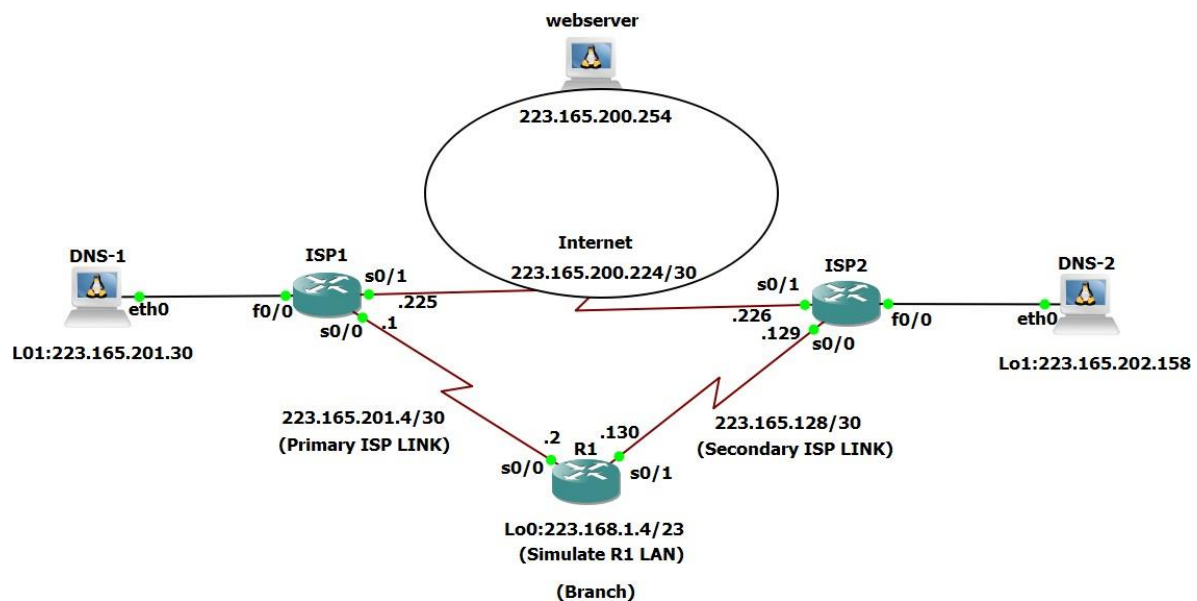 webserver
223.165.200.254
Internet
223.165.200.224/30
DNS-1
eth0
L01:223.165.201.30
ISP1
f0/0
s0/1
.225
s0/0
.1
ISP2
s0/1
.226
.129
s0/0
f0/0
DNS-2
eth0
Lo1:223.165.202.158
223.165.201.4/30
(Primary ISP LINK)
223.165.128/30
(Secondary ISP LINK)
.2
s0/0
R1
.130
s0/1
Lo0:223.168.1.4/23
(Simulate R1 LAN)
(Branch)